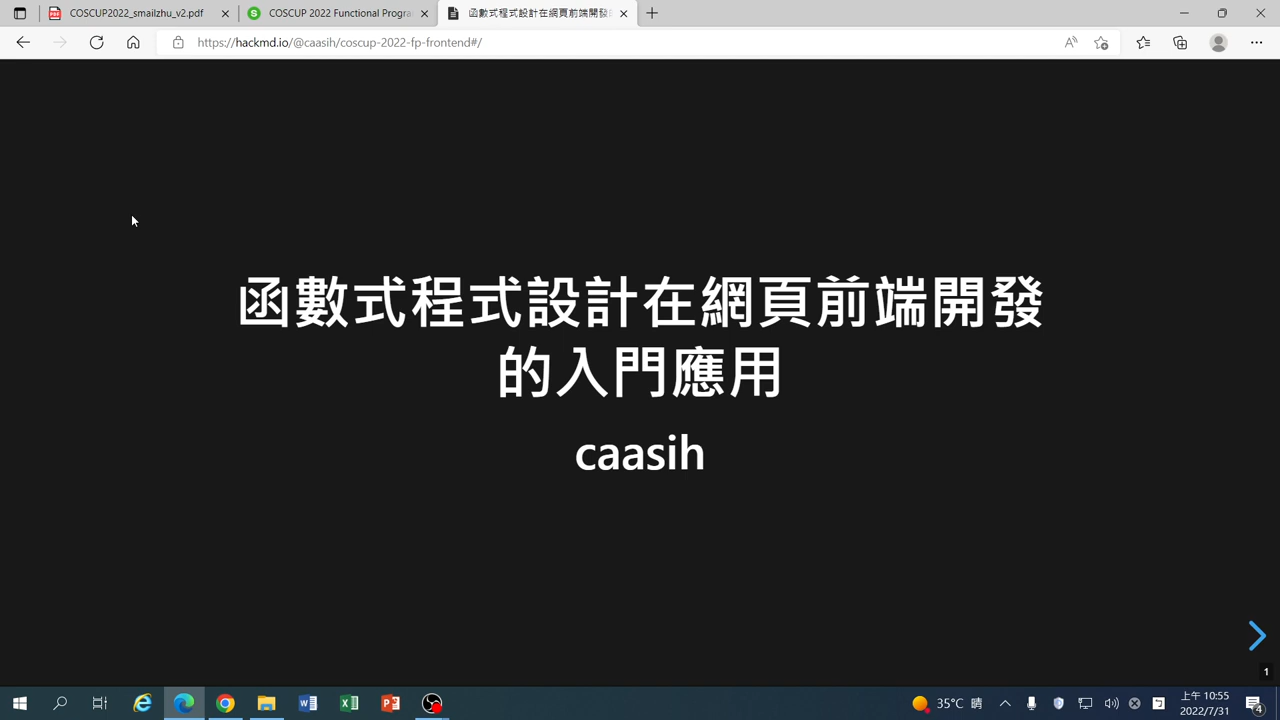 COSCUP2022_smailzhu_v2.pdf
COSCUP 2022 Functional Progra
函數式程式設計在網頁前端開發
https://hackmd.io/@caasih/coscup-2022-fp-frontend#/
函數式程式設計在網頁前端開發
的入門應用
caasih
1
35°C 晴
上午 10:55
2022/7/31
4